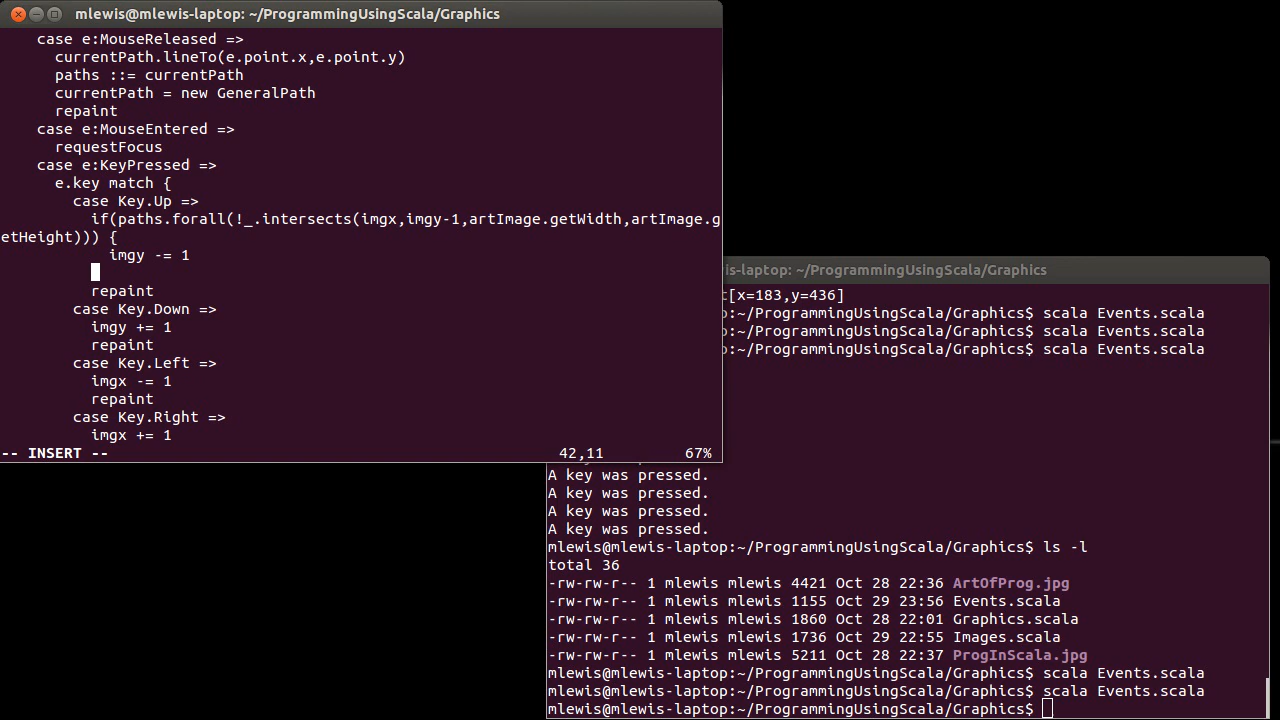 mlewis@mlewis-laptop: ~/ProgrammingUsingScala/Graphics
case e:MouseReleased =>
currentPath.lineTo(e.point.x,e.point.y)
paths ::= currentPath
currentPath = new GeneralPath
repaint
case e:MouseEntered =>
requestFocus
case e:KeyPressed =>
e.key match {
case Key.Up =>
if(paths.forall(!_.intersects(imgx,imgy-1,artImage.getWidth,artImage.g
etHeight))) {
imgy -= 1
repaint
case Key.Down =>
imgy += 1
repaint
case Key.Left =>
imgx -= 1
repaint
case Key.Right =>
imgx += 1
-- INSERT -- 42,11 67%
is-laptop: ~/ProgrammingUsingScala/Graphics
[x=183,y=436]
:~/ProgrammingUsingScala/Graphics$ scala Events.scala
:~/ProgrammingUsingScala/Graphics$ scala Events.scala
:~/ProgrammingUsingScala/Graphics$ scala Events.scala
A key was pressed.
A key was pressed.
A key was pressed.
A key was pressed.
mlewis@mlewis-laptop:~/ProgrammingUsingScala/Graphics$ ls -l
total 36
-rw-rw-r-- 1 mlewis mlewis 4421 Oct 28 22:36 ArtOfProg.jpg
-rw-rw-r-- 1 mlewis mlewis 1155 Oct 29 23:56 Events.scala
-rw-rw-r-- 1 mlewis mlewis 1860 Oct 28 22:01 Graphics.scala
-rw-rw-r-- 1 mlewis mlewis 1736 Oct 29 22:55 Images.scala
-rw-rw-r-- 1 mlewis mlewis 5211 Oct 28 22:37 ProgInScala.jpg
mlewis@mlewis-laptop:~/ProgrammingUsingScala/Graphics$ scala Events.scala
mlewis@mlewis-laptop:~/ProgrammingUsingScala/Graphics$ scala Events.scala
mlewis@mlewis-laptop:~/ProgrammingUsingScala/Graphics$